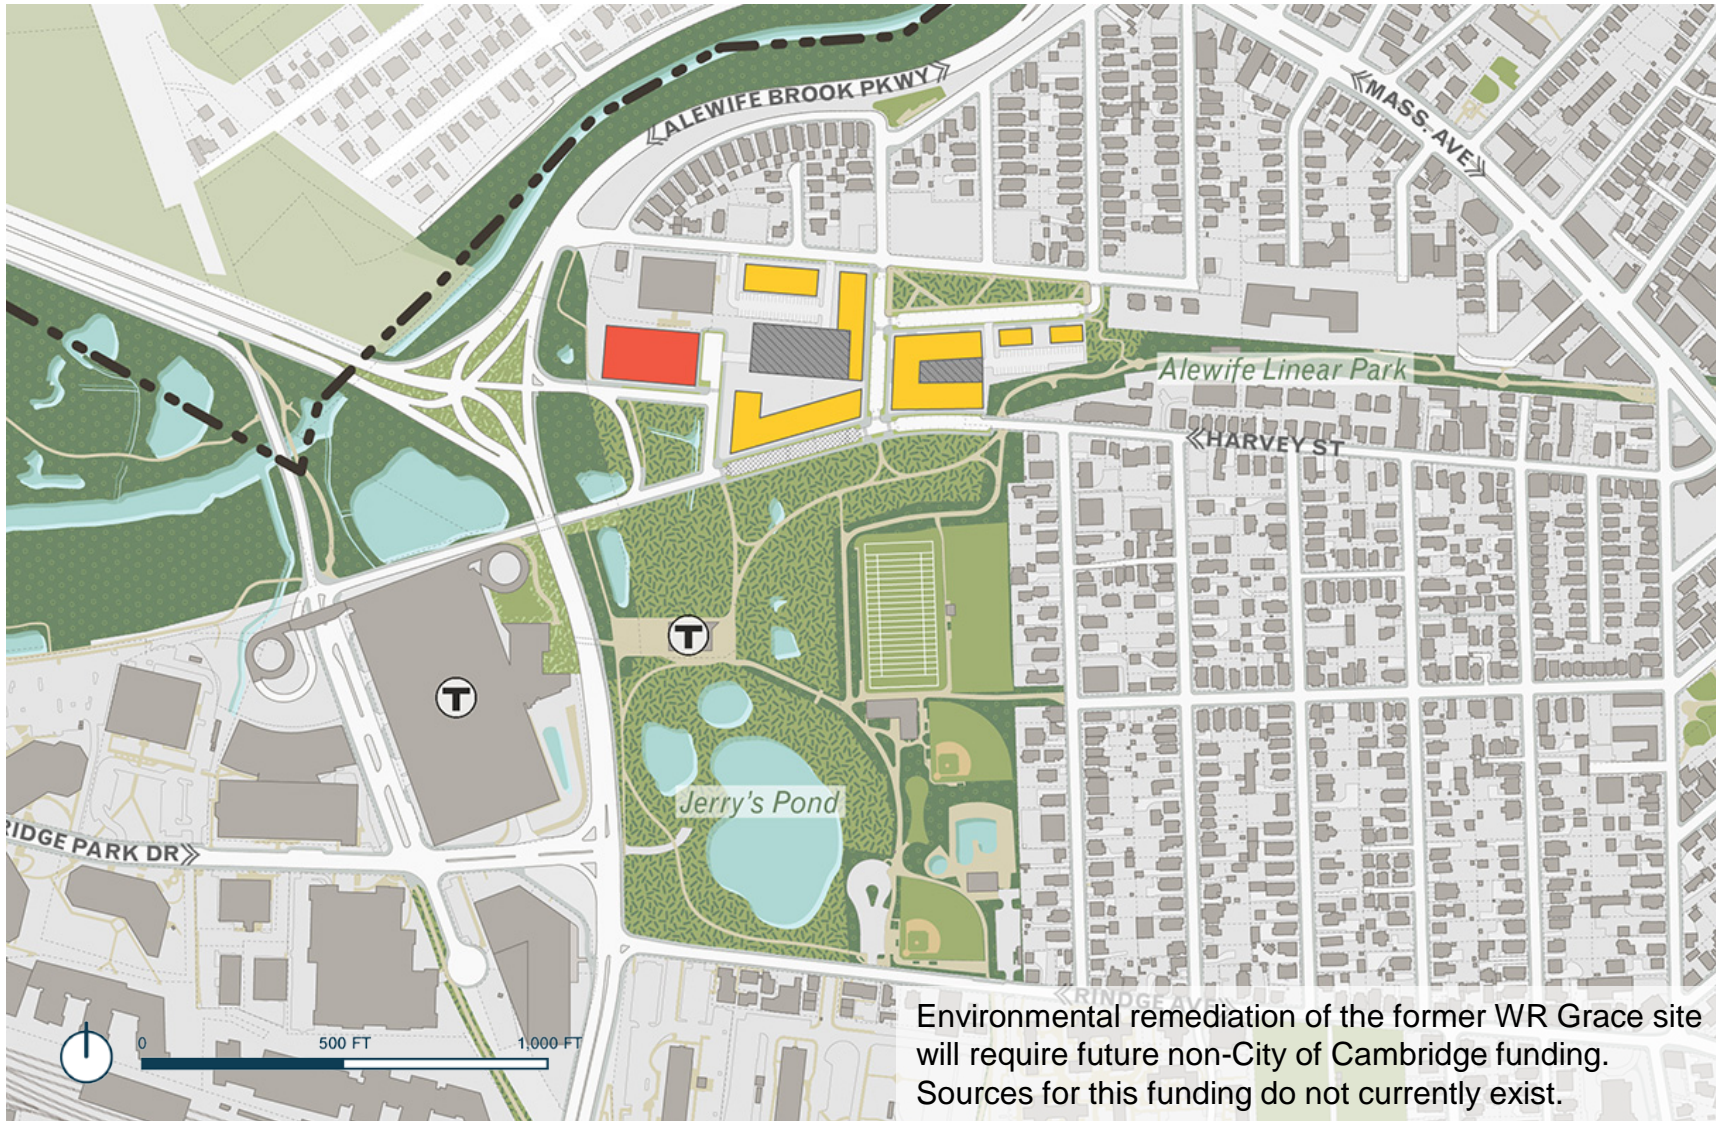 «ALEWIFE BROOK PKWY»
«MASS. AVE»
Alewife Linear Park
«HARVEY ST
T
T
Jerry's Pond
RIDGE PARK DR»
«RINDGE AVE»
0 500 FT 1,000 FT
Environmental remediation of the former WR Grace site
will require future non-City of Cambridge funding.
Sources for this funding do not currently exist.